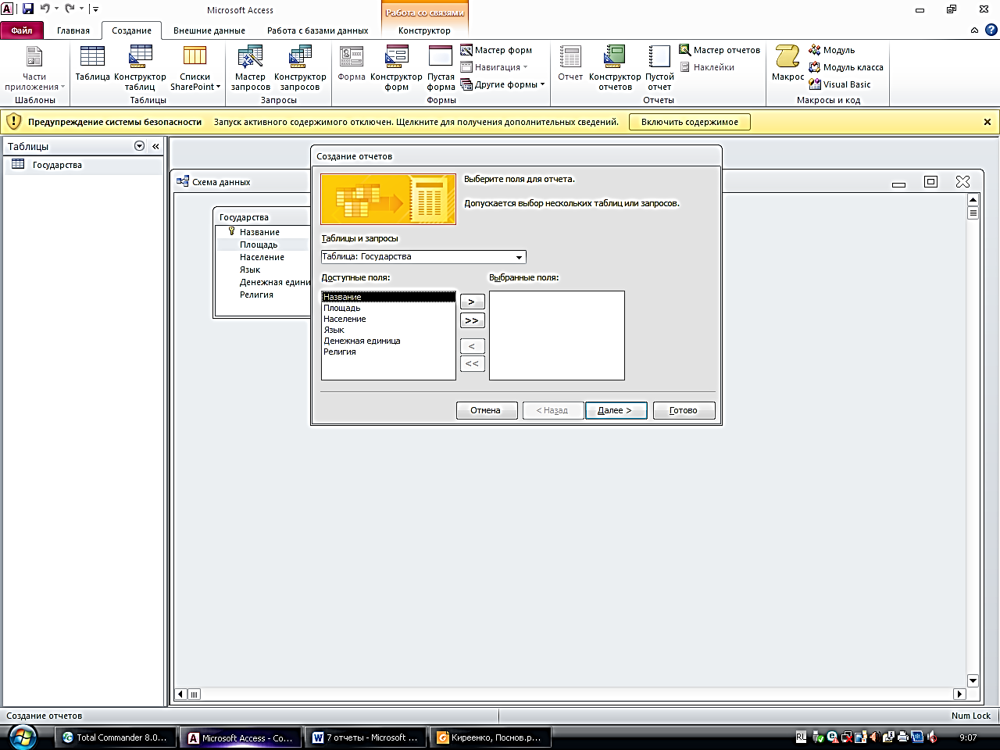 Microsoft Access
Работа со связями
Файл
Главная
Создание
Внешние данные
Работа с базами данных
Конструктор
Части приложения
Шаблоны
Таблица
Конструктор таблиц
Списки SharePoint
Таблицы
Мастер запросов
Конструктор запросов
Запросы
Форма
Конструктор форм
Пустая форма
Мастер форм
Навигация
Другие формы
Формы
Отчет
Конструктор отчетов
Пустой отчет
Мастер отчетов
Наклейки
Отчеты
Макрос
Модуль
Модуль класса
Visual Basic
Макросы и код
Предупреждение системы безопасности Запуск активного содержимого отключен. Щелкните для получения дополнительных сведений. Включить содержимое
Таблицы «
Государства
Схема данных
Государства
Название
Площадь
Население
Язык
Денежная едини
Религия
Создание отчетов
Выберите поля для отчета.
Допускается выбор нескольких таблиц или запросов.
Таблицы и запросы
Таблица: Государства
Доступные поля:
Выбранные поля:
Название
Площадь
Население
Язык
Денежная единица
Религия
>
>>
<
<<
Отмена
< Назад
Далее >
Готово
Создание отчетов
Num Lock
Total Commander 8.0...
Microsoft Access - Co...
7 отчеты - Microsoft ...
Киреенко, Поснов.p...
RL
9:07